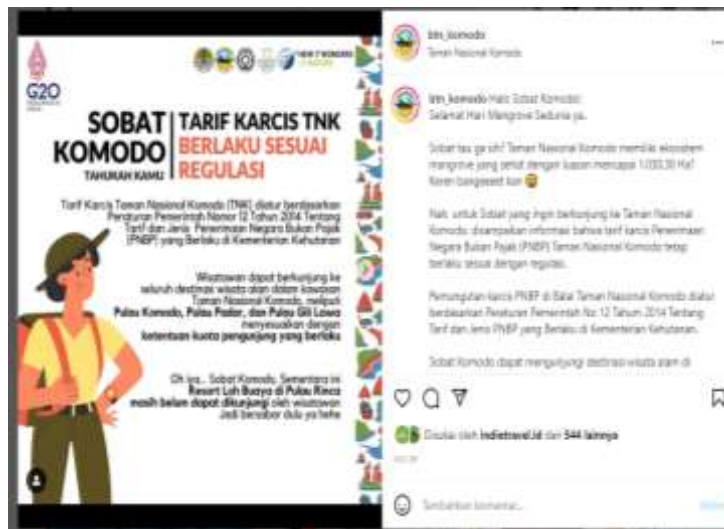 G20
NEW 7 WONDERS
SOBAT
KOMODO
TAHUKAH KAMU
TARIF KARCIS TNK
BERLAKU SESUAI
REGULASI
Tarif Karcis Taman Nasional Komodo (TNK) diatur berdasarkan
Peraturan Pemerintah Nomor 12 Tahun 2014 Tentang
Tarif dan Jenis Penerimaan Negara Bukan Pajak
(PNBP) yang Berlaku di Kementerian Kehutanan
Wisatawan dapat berkunjung ke
seluruh destinasi wisata alam dalam kawasan
Taman Nasional Komodo, meliputi
Pulau Komodo, Pulau Padar, dan Pulau Gili Lawa
menyesuaikan dengan
ketentuan kuota pengunjung yang berlaku
Oh iya... Sobat Komodo, Sementara ini
Resort Loh Buaya di Pulau Rinca
masih belum dapat dikunjungi oleh wisatawan
Jadi bersabar dulu ya hehe
btn_komodo
Taman Nasional Komodo
btn_komodo Halo Sobat Komodo!
Selamat Hari Mangrove Sedunia ya..
Sobat tau ga sih? Taman Nasional Komodo memiliki ekosistem
mangrove yang sehat dengan luasan mencapai Ha?
Keren kan
Nah, untuk Sobat yang ingin berkunjung ke Taman Nasional
Komodo, disampaikan informasi bahwa tarif karcis Penerimaan
Negara Bukan Pajak (PNBP) Taman Nasional Komodo tetap
berlaku sesuai dengan regulasi.
Pemungutan karcis PNBP di Balai Taman Nasional Komodo diatur
berdasarkan Peraturan Pemerintah No. 12 Tahun 2014 Tentang
Tarif dan Jenis PNBP yang Berlaku di Kementerian Kehutanan.
Sobat Komodo dapat mengunjungi destinasi wisata alam di
Disukai oleh indietravel.id dan 544 lainnya
Tambahkan komentar...